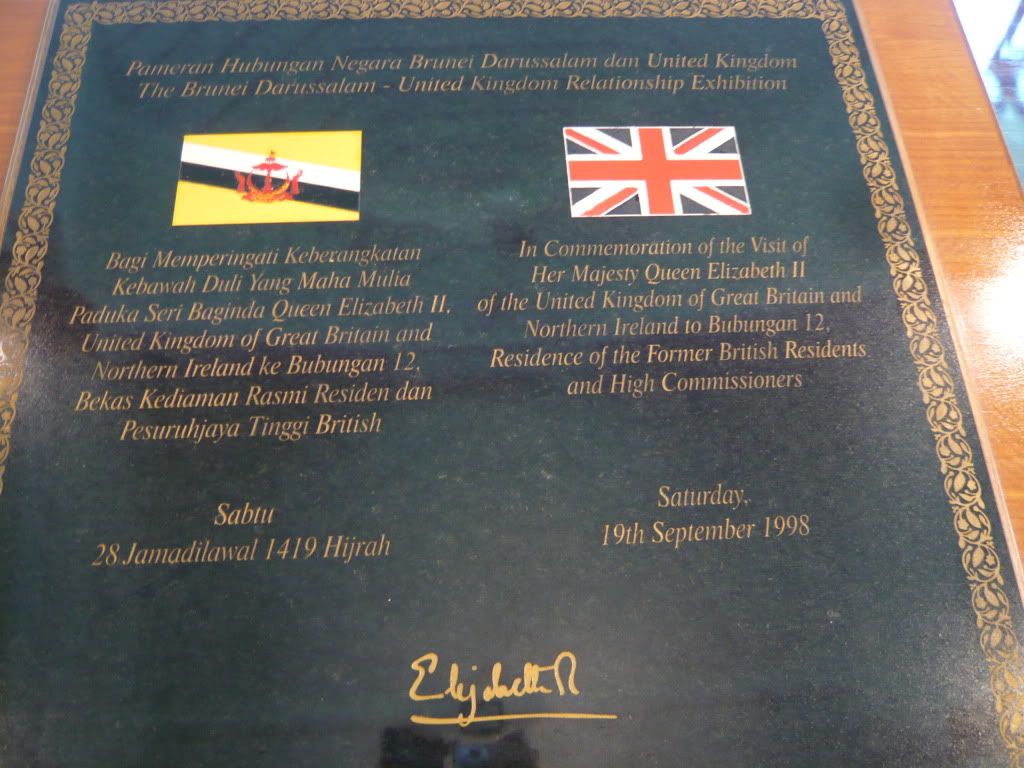 Pameran Hubungan Negara Brunei Darussalam dan United Kingdom
The Brunei Darussalam - United Kingdom Relationship Exhibition
Bagi Memperingati Keberangkatan
Kebawah Duli Yang Maha Mulia
Paduka Seri Baginda Queen Elizabeth II,
United Kingdom of Great Britain and
Northern Ireland ke Bubungan 12,
Bekas Kediaman Rasmi Residen dan
Pesuruhjaya Tinggi British
Sabtu
28 Jamadilawal 1419 Hijrah
In Commemoration of the Visit of
Her Majesty Queen Elizabeth II
of the United Kingdom of Great Britain and
Northern Ireland to Bubungan 12,
Residence of the Former British Residents
and High Commissioners
Saturday,
19th September 1998
Elizabeth R